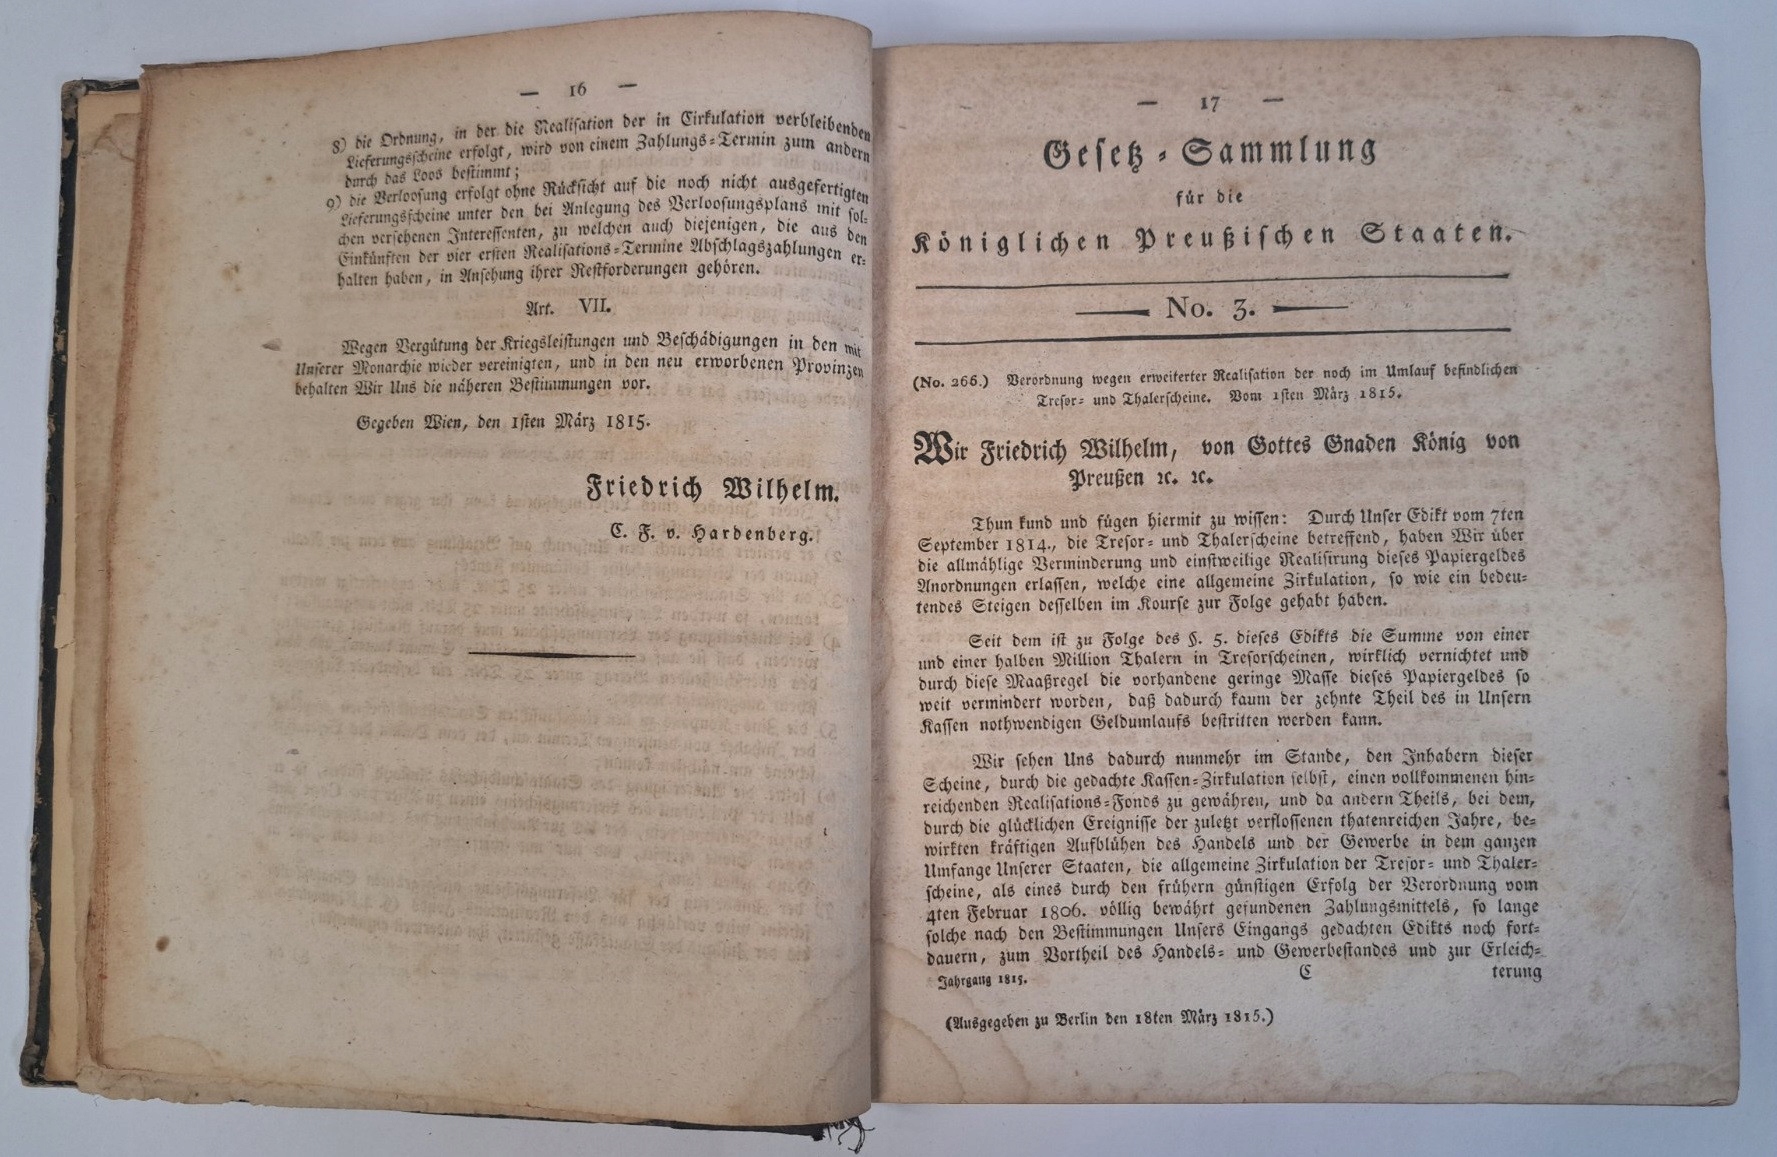 — 16 —
8) die Ordnung, in der die Realisation der in Cirkulation verbleibenden
Lieferungsscheine erfolgt, wird von einem Zahlungs-Termin zum andern
durch das Loos bestimmt;
9) die Verloosung erfolgt ohne Rücksicht auf die noch nicht ausgefertigten
Lieferungsscheine unter den bei Anlegung des Verloosungsplans mit sol-
chen versehenen Interessenten, zu welchen auch diejenigen, die aus den
Einkünften der vier ersten Realisations-Termine Abschlagszahlungen er-
halten haben, in Ansehung ihrer Restforderungen gehören.
Art. VII.
Wegen Vergütung der Kriegsleistungen und Beschädigungen in den mit
Unserer Monarchie wieder vereinigten, und in den neu erworbenen Provinzen
behalten Wir Uns die näheren Bestimmungen vor.
Gegeben Wien, den 1sten März 1815.
Friedrich Wilhelm.
C. F. v. Hardenberg.
— 17 —
Gesetz-Sammlung
für die
Königlichen Preußischen Staaten.
No. 3.
(No. 266.) Verordnung wegen erweiterter Realisation der noch im Umlauf befindlichen
Tresor- und Thalerscheine. Vom 1sten März 1815.
Wir Friedrich Wilhelm, von Gottes Gnaden König von
Preußen ꝛc. ꝛc.
Thun kund und fügen hiermit zu wissen: Durch Unser Edikt vom 7ten
September 1814., die Tresor- und Thalerscheine betreffend, haben Wir über
die allmählige Verminderung und einstweilige Realisirung dieses Papiergeldes
Anordnungen erlassen, welche eine allgemeine Zirkulation, so wie ein bedeu-
tendes Steigen desselben im Kourse zur Folge gehabt haben.
Seit dem ist zu Folge des §. 5. dieses Edikts die Summe von einer
und einer halben Million Thalern in Tresorscheinen, wirklich vernichtet und
durch diese Maaßregel die vorhandene geringe Masse dieses Papiergeldes so
weit vermindert worden, daß dadurch kaum der zehnte Theil des in Unsern
Kassen nothwendigen Geldumlaufs bestritten werden kann.
Wir sehen Uns dadurch nunmehr im Stande, den Inhabern dieser
Scheine, durch die gedachte Kassen-Zirkulation selbst, einen vollkommenen hin-
reichenden Realisations-Fonds zu gewähren, und da andern Theils, bei dem,
durch die glücklichen Ereignisse der zuletzt verflossenen thatenreichen Jahre, be-
wirkten kräftigen Aufblühen des Handels und der Gewerbe in dem ganzen
Umfange Unserer Staaten, die allgemeine Zirkulation der Tresor- und Thaler-
scheine, als eines durch den frühern günstigen Erfolg der Verordnung vom
4ten Februar 1806. völlig bewährt gefundenen Zahlungsmittels, so lange
solche nach den Bestimmungen Unsers Eingangs gedachten Edikts noch fort-
dauern, zum Vortheil des Handels- und Gewerbestandes und zur Erleich-
Jahrgang 1815. C terung
(Ausgegeben zu Berlin den 18ten März 1815.)